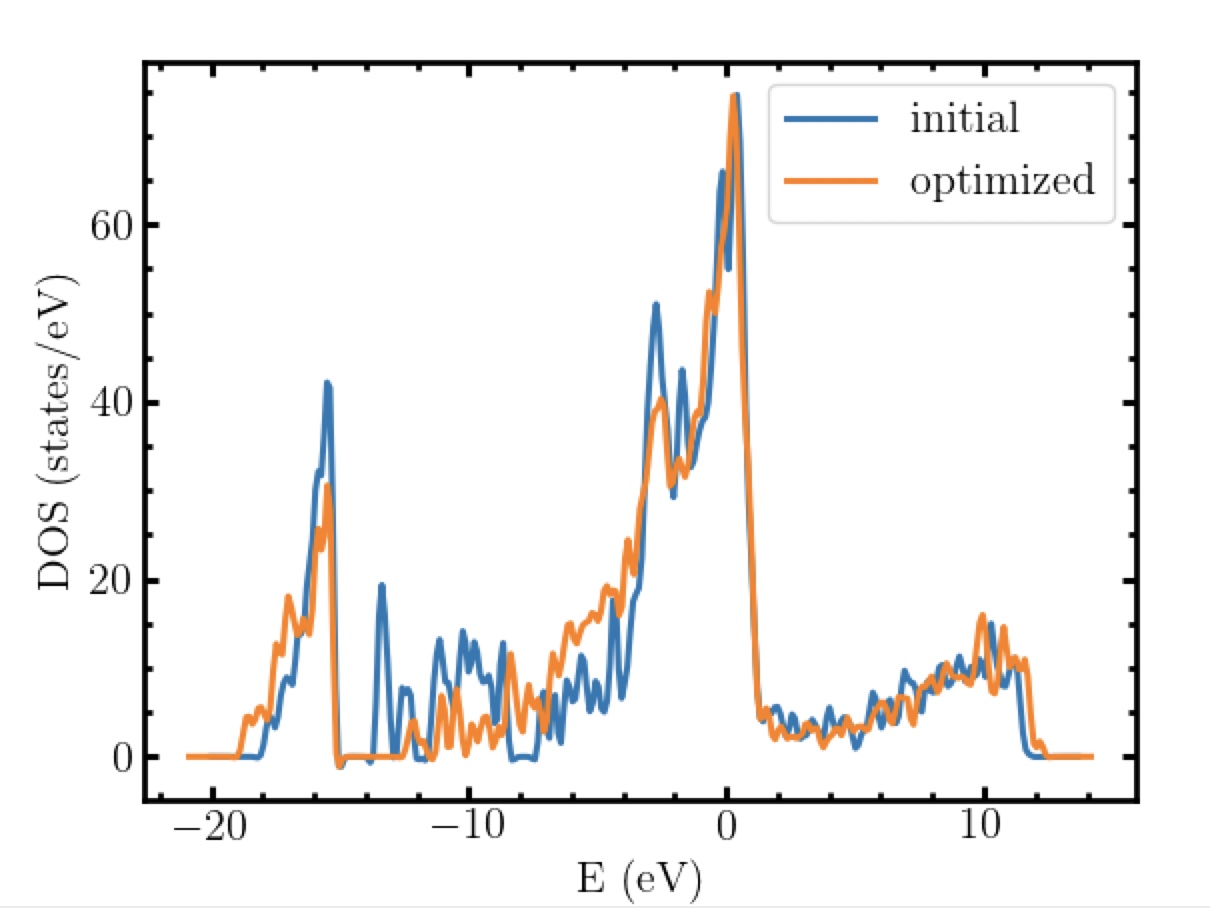 initial
optimized
60
40
20
0
DOS (states/eV)
−20 −10 0 10
E (eV)